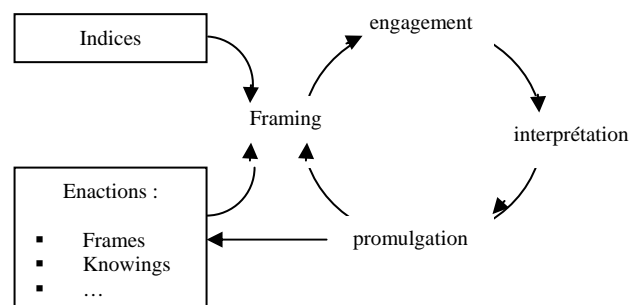 engagement
Indices
Framing
interprétation
Enactions :
▪ Frames
▪ Knowings
▪ …
promulgation